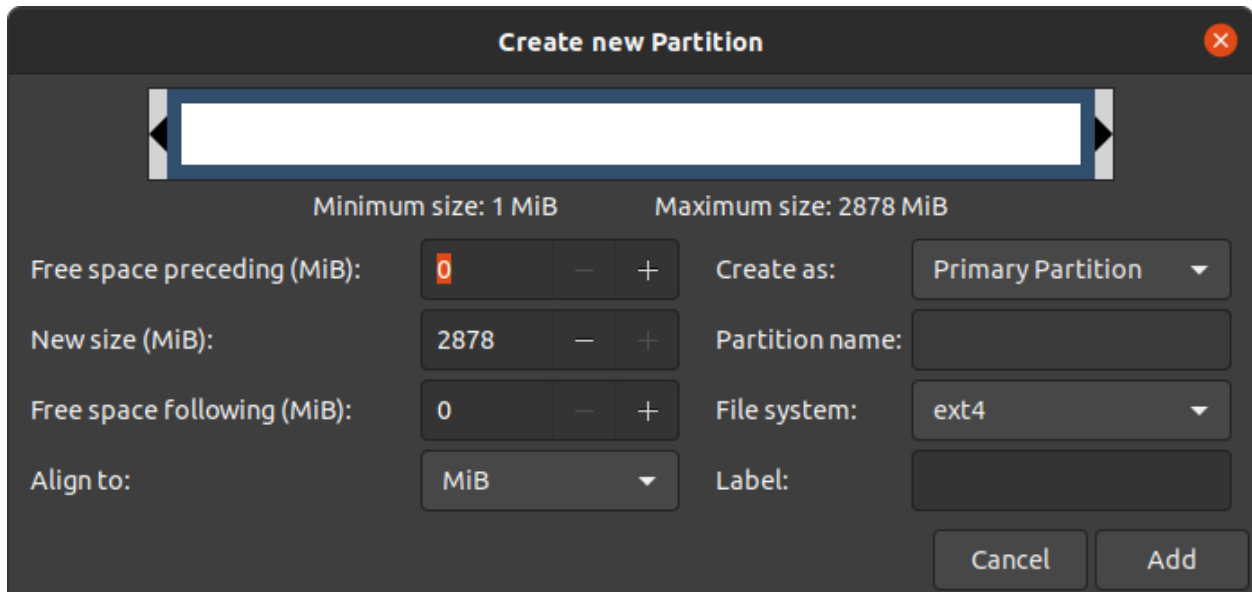 Create new Partition
Minimum size: 1 MiB Maximum size: 2878 MiB
Free space preceding (MiB): 0 − + Create as: Primary Partition
New size (MiB): 2878 − + Partition name:
Free space following (MiB): 0 − + File system: ext4
Align to: MiB Label:
Cancel Add